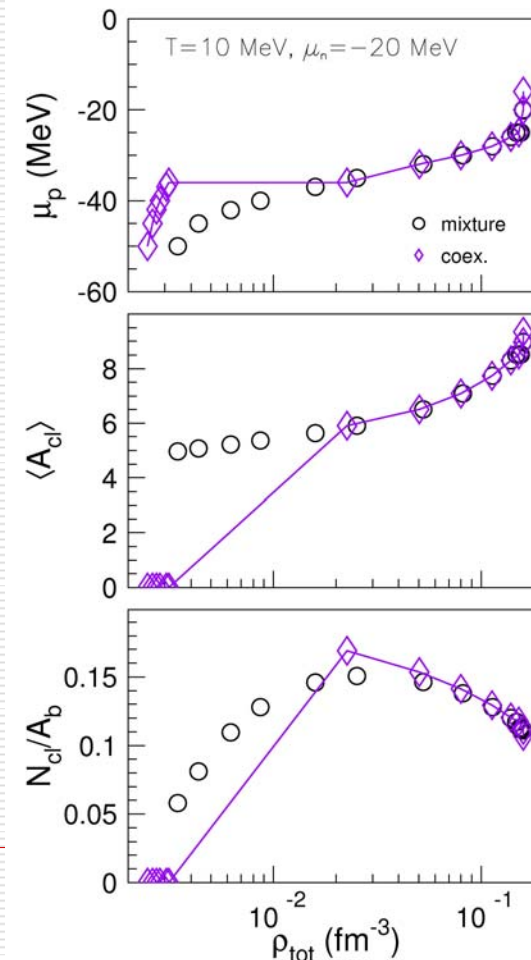 0
-20
-40
-60
μp (MeV)
T=10 MeV, μn=−20 MeV
mixture
coex.
8
6
4
2
0
⟨Acl⟩
0.15
0.1
0.05
0
Ncl/Ab
10-2
10-1
ρtot (fm-3)